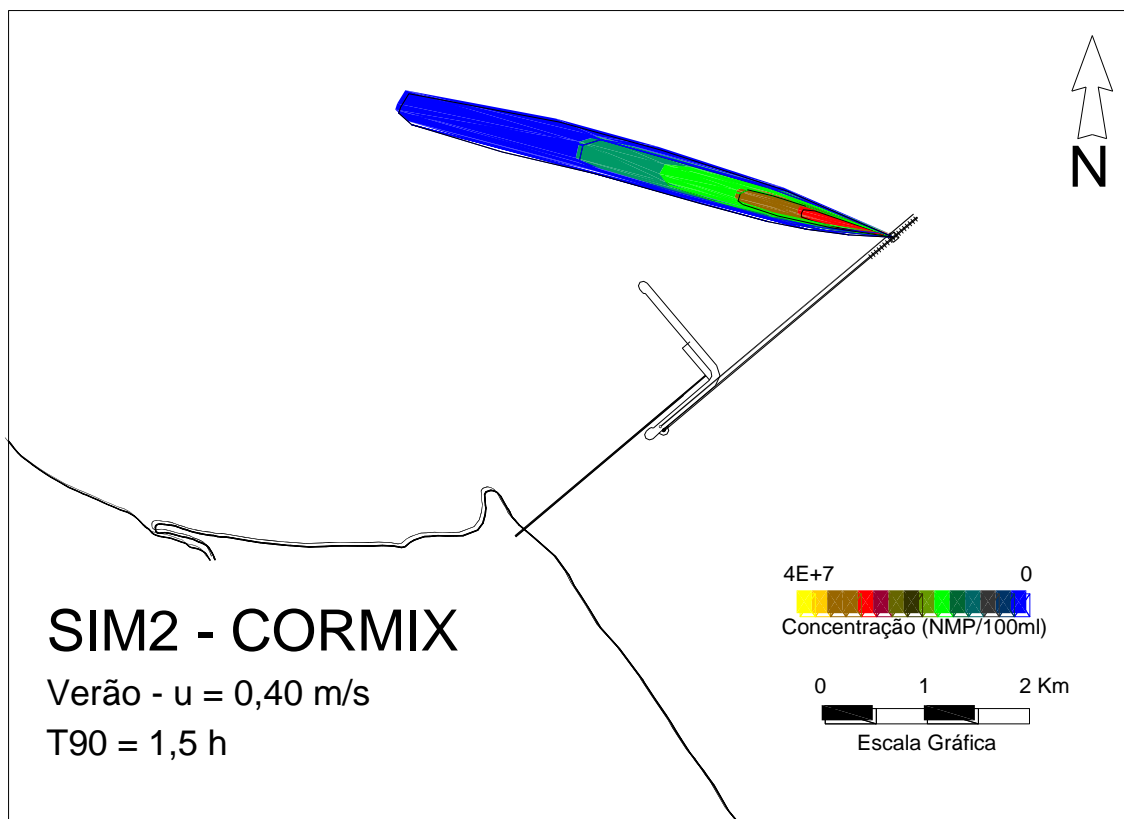 N
4E+7 0
Concentração (NMP/100ml)
SIM2 - CORMIX
Verão - u = 0,40 m/s
T90 = 1,5 h
0 1 2 Km
Escala Gráfica